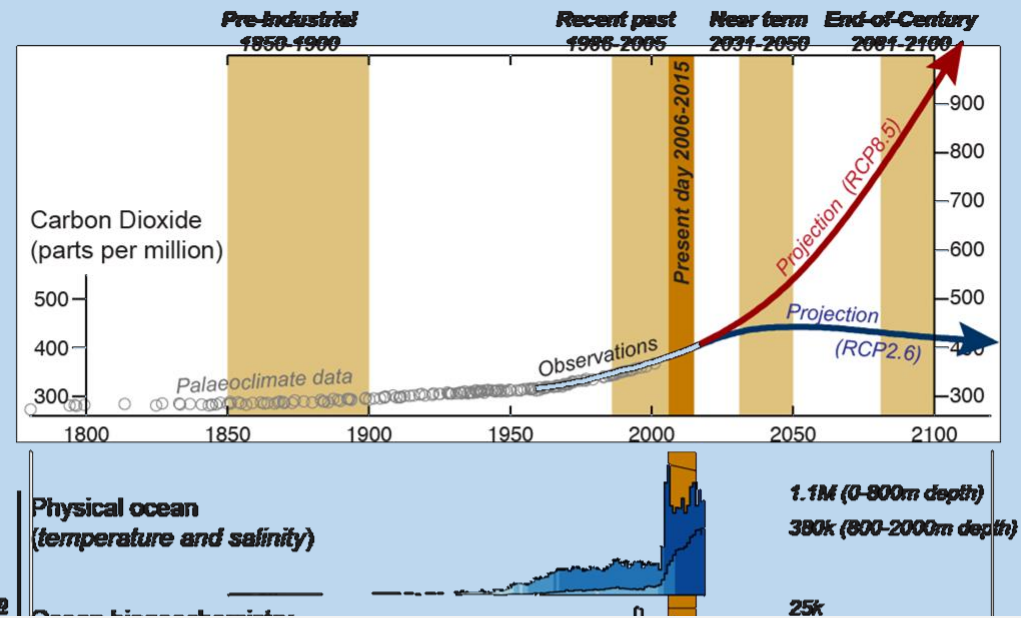 Pre-Industrial Recent past Near term End-of-Century
1850-1900 1986-2005 2031-2050 2081-2100
Present day 2006-2015
900
800
700
600
500
400
300
Carbon Dioxide
(parts per million)
500
400
300
Palaeoclimate data
Observations
Projection (RCP8.5)
Projection
(RCP2.6)
1800 1850 1900 1950 2000 2050 2100
Physical ocean
(temperature and salinity)
1.1M (0-800m depth)
380k (800-2000m depth)
25k